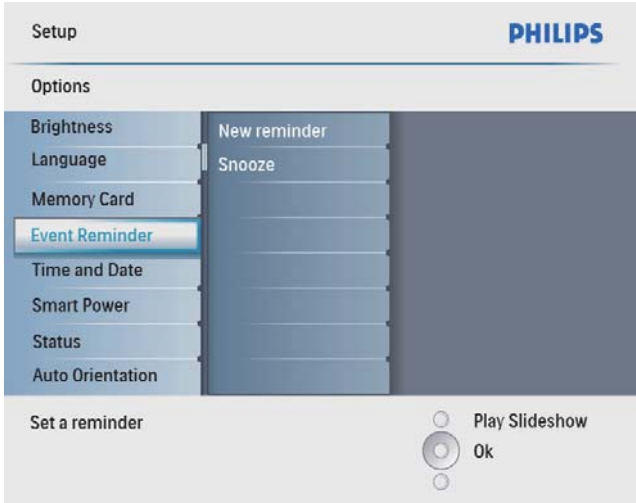 Setup
PHILIPS
Options
Brightness
Language
Memory Card
Event Reminder
Time and Date
Smart Power
Status
Auto Orientation
New reminder
Snooze
Set a reminder
Play Slideshow
Ok